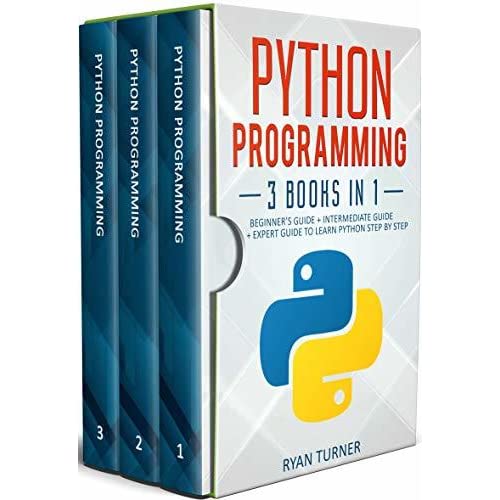 PYTHON PROGRAMMING
3
PYTHON PROGRAMMING
2
PYTHON PROGRAMMING
1
PYTHON
PROGRAMMING
3 BOOKS IN 1
BEGINNER'S GUIDE + INTERMEDIATE GUIDE
+ EXPERT GUIDE TO LEARN PYTHON STEP BY STEP
RYAN TURNER